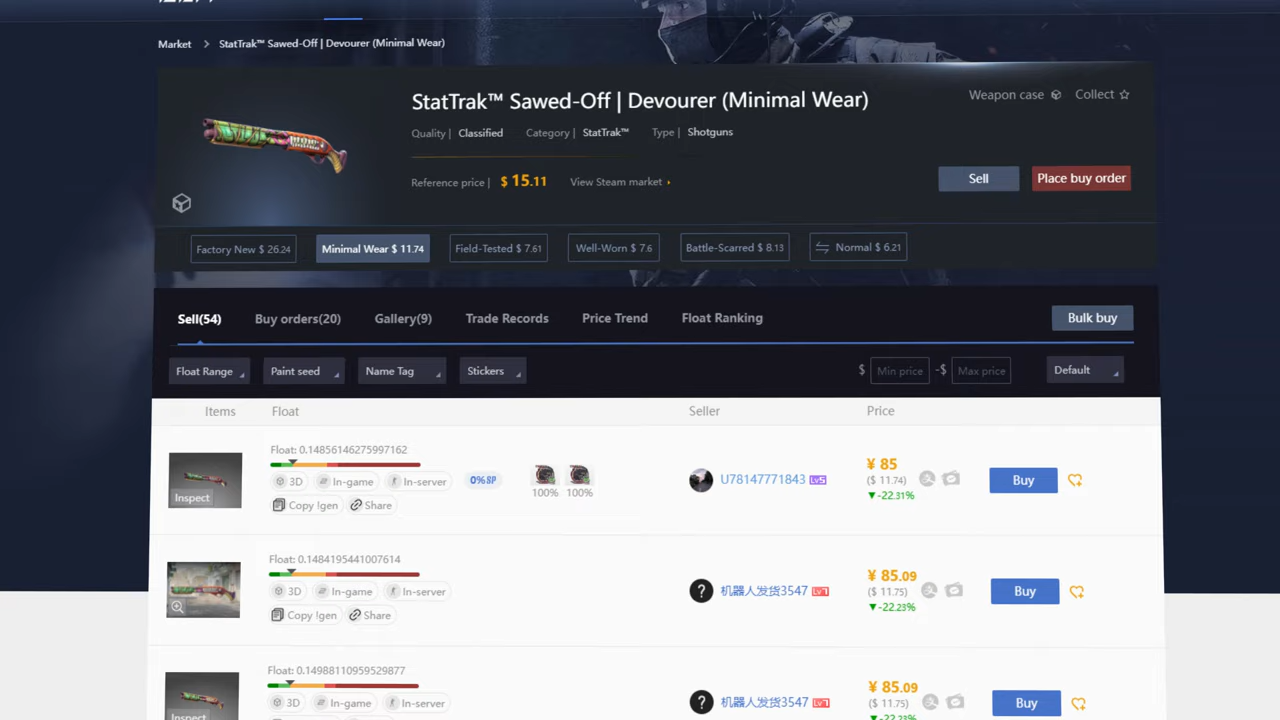 Market > StatTrak™ Sawed-Off | Devourer (Minimal Wear)
StatTrak™ Sawed-Off | Devourer (Minimal Wear)
Weapon case
Collect
Quality | Classified
Category | StatTrak™
Type | Shotguns
Reference price | $ 15.11
View Steam market
Sell
Place buy order
Factory New $ 26.24
Minimal Wear $ 11.74
Field-Tested $ 7.61
Well-Worn $ 7.6
Battle-Scarred $ 8.13
Normal $ 6.21
Sell(54)
Buy orders(20)
Gallery(9)
Trade Records
Price Trend
Float Ranking
Bulk buy
Float Range
Paint seed
Name Tag
Stickers
$ Min price -$ Max price
Default
Items
Float
Seller
Price
Inspect
Float: 0.14856146275997162
3D
In-game
In-server
Copy !gen
Share
0%BP
100%
100%
U78147771843 Lv5
¥ 85
($ 11.74)
▼-22.31%
Buy
Float: 0.1484195441007614
3D
In-game
In-server
Copy !gen
Share
机器人发货3547
¥ 85.09
($ 11.75)
▼-22.23%
Buy
Inspect
Float: 0.14988110959529877
3D
In-game
In-server
机器人发货3547
¥ 85.09
($ 11.75)
▼-22.23%
Buy